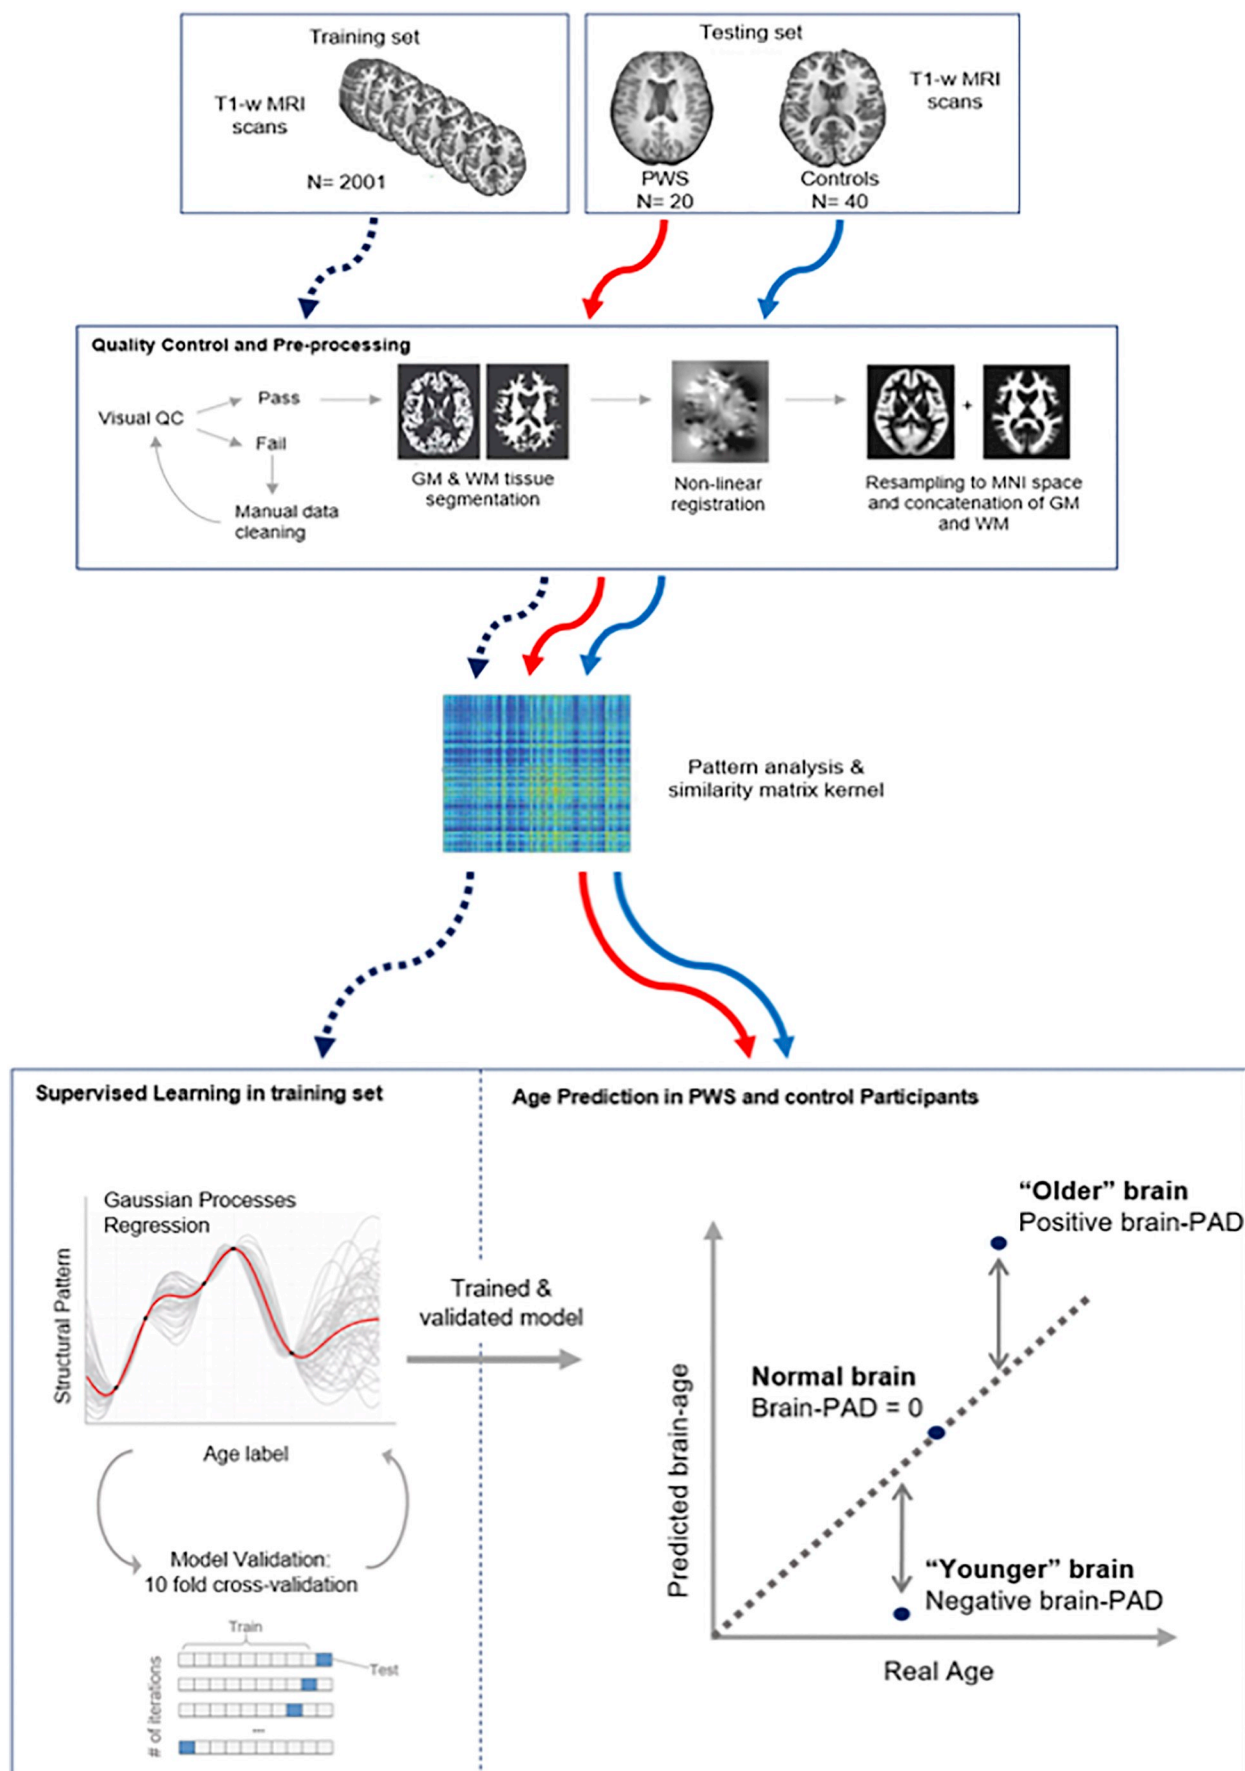 Training set
T1-w MRI
scans
N= 2001
Testing set
T1-w MRI
scans
PWS
N= 20
Controls
N= 40
Quality Control and Pre-processing
Visual QC
Pass
Fail
Manual data
cleaning
GM & WM tissue
segmentation
Non-linear
registration
+
Resampling to MNI space
and concatenation of GM
and WM
Pattern analysis &
similarity matrix kernel
Supervised Learning in training set
Gaussian Processes
Regression
Structural Pattern
Age label
Model Validation:
10 fold cross-validation
Train
Test
# of iterations
...
Trained &
validated model
Age Prediction in PWS and control Participants
"Older" brain
Positive brain-PAD
Normal brain
Brain-PAD = 0
"Younger" brain
Negative brain-PAD
Predicted brain-age
Real Age